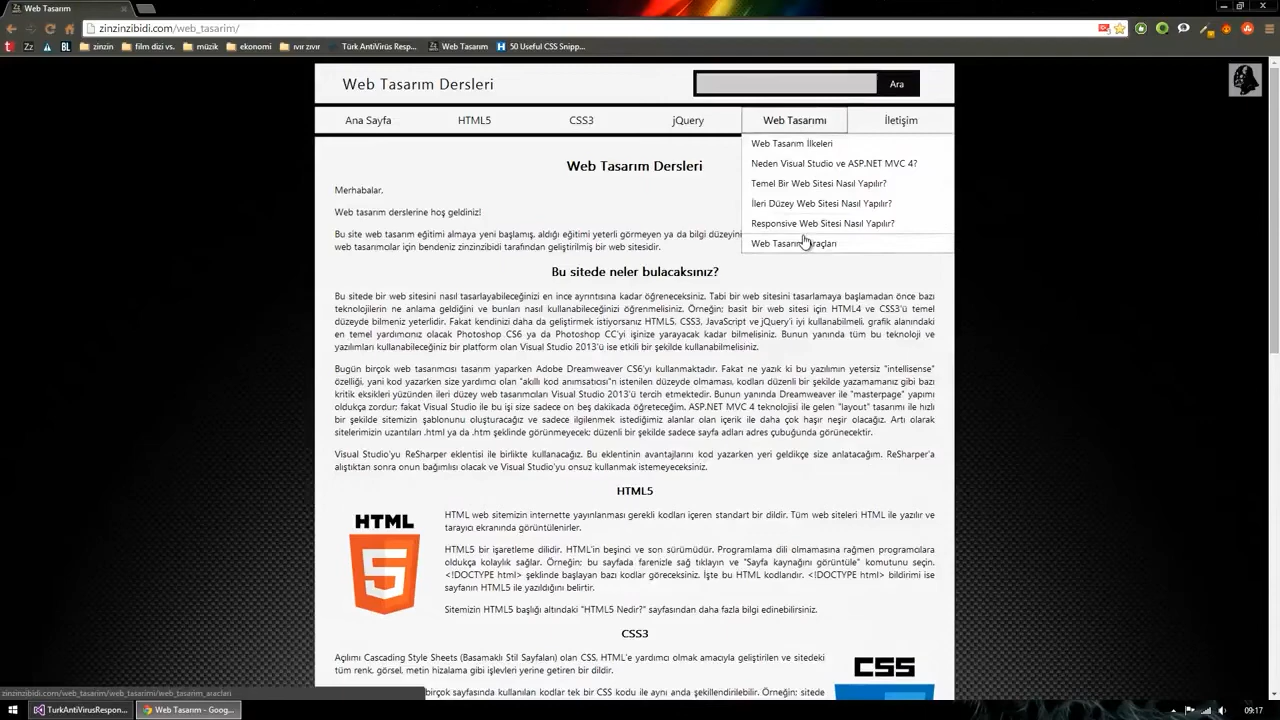 Web Tasarım
zinzinzibidi.com/web_tasarim/
zinzin
film dizi vs.
müzik
ekonomi
ıvır zıvır
Türk AntiVirüs Resp...
Web Tasarım
50 Useful CSS Snipp...
Web Tasarım Dersleri
Ara
Ana Sayfa
HTML5
CSS3
jQuery
Web Tasarımı
İletişim
Web Tasarım İlkeleri
Neden Visual Studio ve ASP.NET MVC 4?
Temel Bir Web Sitesi Nasıl Yapılır?
İleri Düzey Web Sitesi Nasıl Yapılır?
Responsive Web Sitesi Nasıl Yapılır?
Web Tasarım Araçları
Web Tasarım Dersleri
Merhabalar,
Web tasarım derslerine hoş geldiniz!
Bu site web tasarım eğitimi almaya yeni başlamış, aldığı eğitimi yeterli görmeyen ya da bilgi düzeyini
web tasarımcılar için bendeniz zinzinzibidi tarafından geliştirilmiş bir web sitesidir.
Bu sitede neler bulacaksınız?
Bu sitede bir web sitesini nasıl tasarlayabileceğinizi en ince ayrıntısına kadar öğreneceksiniz. Tabi bir web sitesini tasarlamaya başlamadan önce bazı
teknolojilerin ne anlama geldiğini ve bunları nasıl kullanabileceğinizi öğrenmelisiniz. Örneğin; basit bir web sitesi için HTML4 ve CSS3'ü temel
düzeyde bilmeniz yeterlidir. Fakat kendinizi daha da geliştirmek istiyorsanız HTML5, CSS3, JavaScript ve jQuery'i iyi kullanabilmeli, grafik alanındaki
en temel yardımcınız olacak Photoshop CS6 ya da Photoshop CC'yi işinize yarayacak kadar bilmelisiniz. Bunun yanında tüm bu teknoloji ve
yazılımları kullanabileceğiniz bir platform olan Visual Studio 2013'ü ise etkili bir şekilde kullanabilmelisiniz.
Bugün birçok web tasarımcısı tasarım yaparken Adobe Dreamweaver CS6'yı kullanmaktadır. Fakat ne yazık ki bu yazılımın yetersiz "intellisense"
özelliği, yani kod yazarken size yardımcı olan "akıllı kod anımsatıcısı"n istenilen düzeyde olmaması, kodları düzenli bir şekilde yazamamanız gibi bazı
kritik eksikleri yüzünden ileri düzey web tasarımcıları Visual Studio 2013'ü tercih etmektedir. Bunun yanında Dreamweaver ile "masterpage" yapımı
oldukça zordur; fakat Visual Studio ile bu işi size sadece on beş dakikada öğreteceğim. ASP.NET MVC 4 teknolojisi ile gelen "layout" tasarımı ile hızlı
bir şekilde sitemizin şablonunu oluşturacağız ve sadece ilgilenmek istediğimiz alanlar olan içerik ile daha çok haşır neşir olacağız. Artı olarak
sitelerimizin uzantıları .html ya da .htm şeklinde görünmeyecek; düzenli bir şekilde sadece sayfa adları adres çubuğunda görünecektir.
Visual Studio'yu ReSharper eklentisi ile birlikte kullanacağız. Bu eklentinin avantajlarını kod yazarken yeri geldikçe size anlatacağım. ReSharper'a
alıştıktan sonra onun bağımlısı olacak ve Visual Studio'yu onsuz kullanmak istemeyeceksiniz.
HTML5
HTML
5
HTML web sitemizin internette yayınlanması gerekli kodları içeren standart bir dildir. Tüm web siteleri HTML ile yazılır ve
tarayıcı ekranında görüntülenirler.
HTML5 bir işaretleme dilidir. HTML'in beşinci ve son sürümüdür. Programlama dili olmamasına rağmen programcılara
oldukça kolaylık sağlar. Örneğin; bu sayfada farenizle sağ tıklayın ve "Sayfa kaynağını görüntüle" komutunu seçin.
<!DOCTYPE html> şeklinde başlayan bazı kodlar göreceksiniz. İşte bu HTML kodlarıdır. <!DOCTYPE html> bildirimi ise
sayfanın HTML5 ile yazıldığını belirtir.
Sitemizin HTML5 başlığı altındaki "HTML5 Nedir?" sayfasından daha fazla bilgi edinebilirsiniz.
CSS3
Açılımı Cascading Style Sheets (Basamaklı Stil Sayfaları) olan CSS, HTML'e yardımcı olmak amacıyla geliştirilen ve sitedeki
tüm renk, görsel, metin hizalama gibi işlevleri yerine getiren bir dildir.
CSS
birçok sayfasında kullanılan kodlar tek bir CSS kodu ile aynı anda şekillendirilebilir. Örneğin; sitede
zinzinzibidi.com/web_tasarim/web_tasarimi/web_tasarim_araclari
TurkAntiVirusRespon...
Web Tasarım - Goog...
09:17